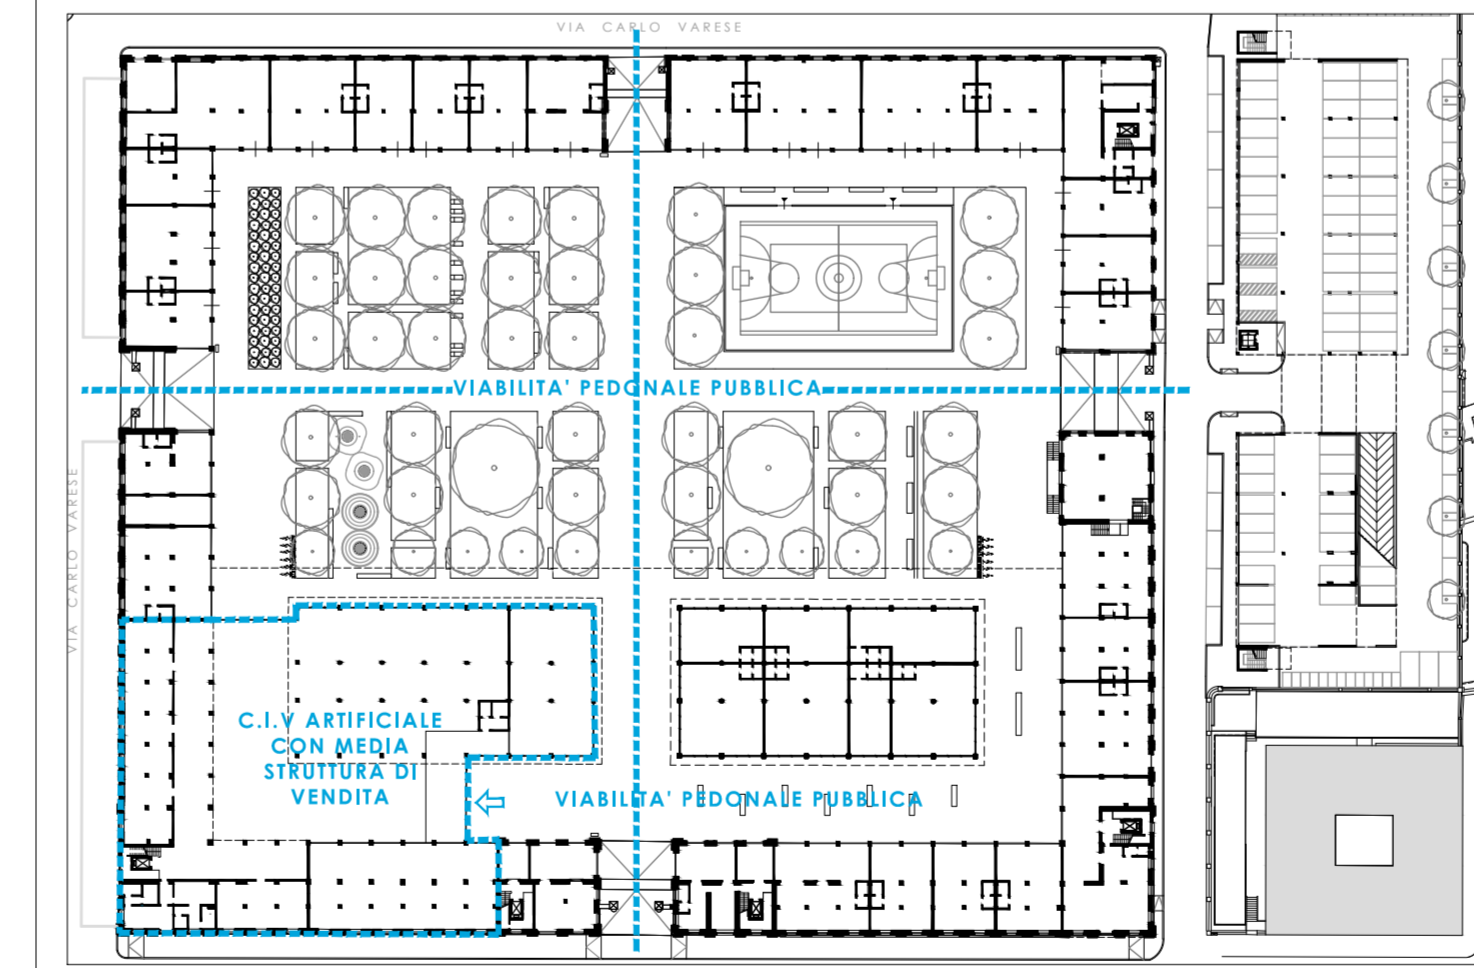 VIA CARLO VARESE
VIABILITA' PEDONALE PUBBLICA
VIA CARLO VARESE
C.I.V ARTIFICIALE
CON MEDIA
STRUTTURA DI
VENDITA
VIABILITA' PEDONALE PUBBLICA